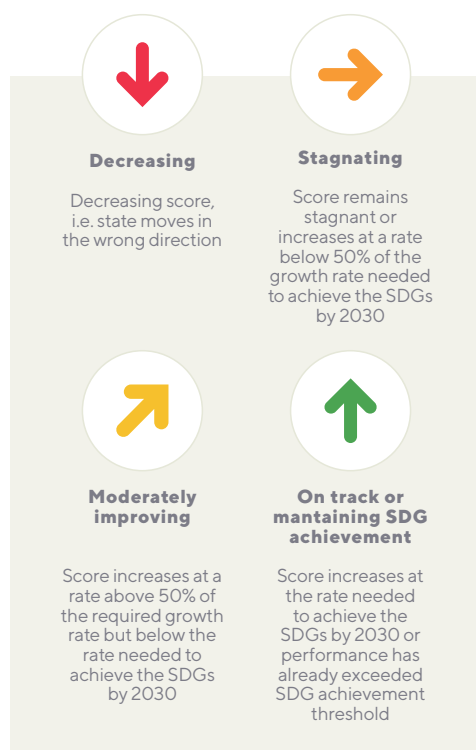 Decreasing
Decreasing score,
i.e. state moves in
the wrong direction
Stagnating
Score remains
stagnant or
increases at a rate
below 50% of the
growth rate needed
to achieve the SDGs
by 2030
Moderately
improving
Score increases at a
rate above 50% of
the required growth
rate but below the
rate needed to
achieve the SDGs
by 2030
On track or
mantaining SDG
achievement
Score increases at
the rate needed
to achieve the
SDGs by 2030 or
performance has
already exceeded
SDG achievement
threshold